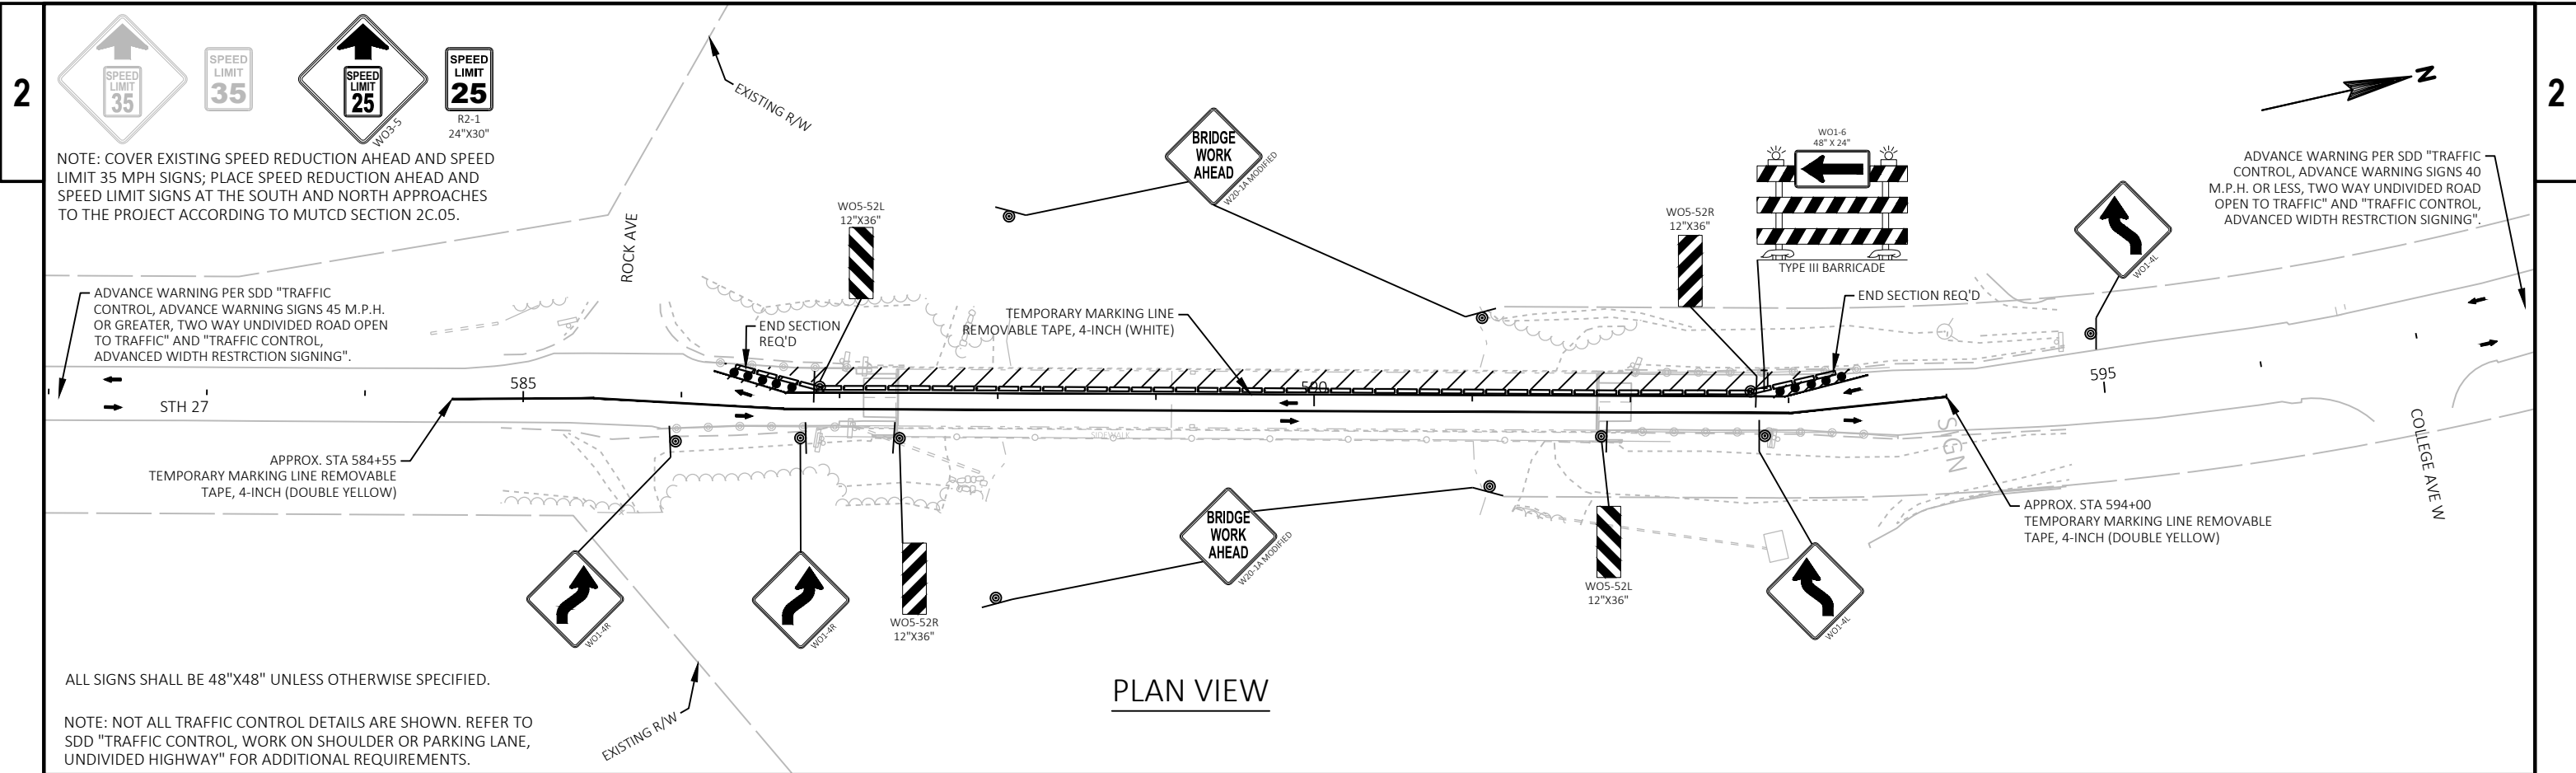 2
2
SPEED
LIMIT
35
SPEED
LIMIT
35
SPEED
LIMIT
25
WO3-5
SPEED
LIMIT
25
R2-1
24"X30"
NOTE: COVER EXISTING SPEED REDUCTION AHEAD AND SPEED
LIMIT 35 MPH SIGNS; PLACE SPEED REDUCTION AHEAD AND
SPEED LIMIT SIGNS AT THE SOUTH AND NORTH APPROACHES
TO THE PROJECT ACCORDING TO MUTCD SECTION 2C.05.
EXISTING R/W
ROCK AVE
BRIDGE
WORK
AHEAD
W20-1A MODIFIED
WO1-6
48" X 24"
TYPE III BARRICADE
N
ADVANCE WARNING PER SDD "TRAFFIC
CONTROL, ADVANCE WARNING SIGNS 40
M.P.H. OR LESS, TWO WAY UNDIVIDED ROAD
OPEN TO TRAFFIC" AND "TRAFFIC CONTROL,
ADVANCED WIDTH RESTRCTION SIGNING".
WO1-4L
WO5-52L
12"X36"
WO5-52R
12"X36"
ADVANCE WARNING PER SDD "TRAFFIC
CONTROL, ADVANCE WARNING SIGNS 45 M.P.H.
OR GREATER, TWO WAY UNDIVIDED ROAD OPEN
TO TRAFFIC" AND "TRAFFIC CONTROL,
ADVANCED WIDTH RESTRCTION SIGNING".
END SECTION
REQ'D
TEMPORARY MARKING LINE
REMOVABLE TAPE, 4-INCH (WHITE)
END SECTION REQ'D
585
590
595
STH 27
SIDEWALK
SIGN
COLLEGE AVE W
APPROX. STA 584+55
TEMPORARY MARKING LINE REMOVABLE
TAPE, 4-INCH (DOUBLE YELLOW)
APPROX. STA 594+00
TEMPORARY MARKING LINE REMOVABLE
TAPE, 4-INCH (DOUBLE YELLOW)
WO1-4R
WO1-4R
WO5-52R
12"X36"
BRIDGE
WORK
AHEAD
W20-1A MODIFIED
WO5-52L
12"X36"
WO1-4L
ALL SIGNS SHALL BE 48"X48" UNLESS OTHERWISE SPECIFIED.
PLAN VIEW
NOTE: NOT ALL TRAFFIC CONTROL DETAILS ARE SHOWN. REFER TO
SDD "TRAFFIC CONTROL, WORK ON SHOULDER OR PARKING LANE,
UNDIVIDED HIGHWAY" FOR ADDITIONAL REQUIREMENTS.
EXISTING R/W